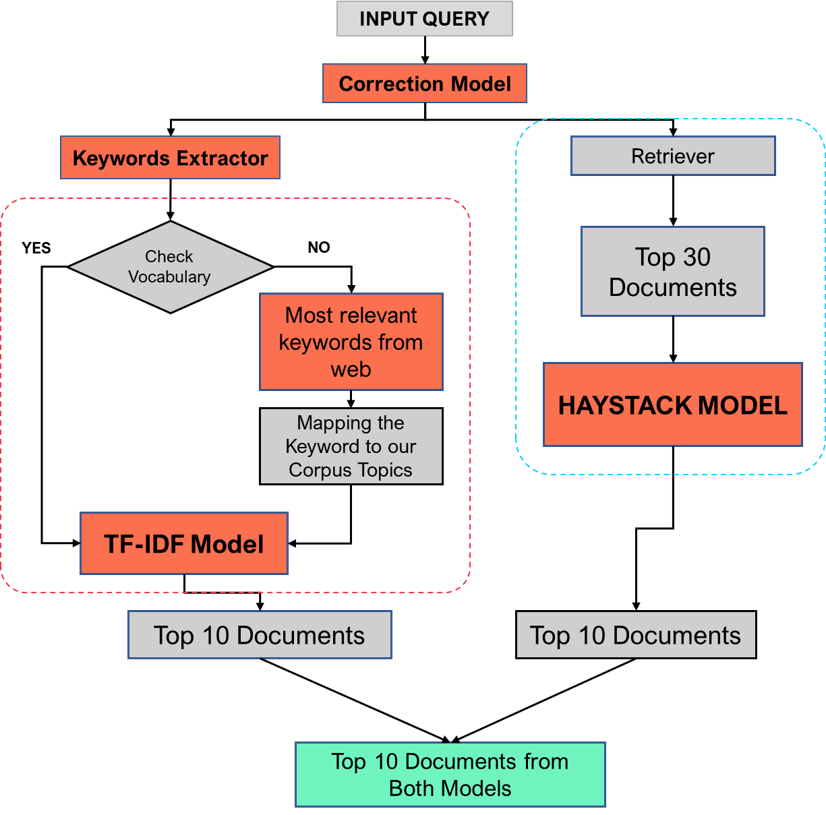 INPUT QUERY
Correction Model
Keywords Extractor
Retriever
YES
Check
Vocabulary
NO
Top 30
Documents
Most relevant
keywords from
web
HAYSTACK MODEL
Mapping the
Keyword to our
Corpus Topics
TF-IDF Model
Top 10 Documents
Top 10 Documents
Top 10 Documents from
Both Models